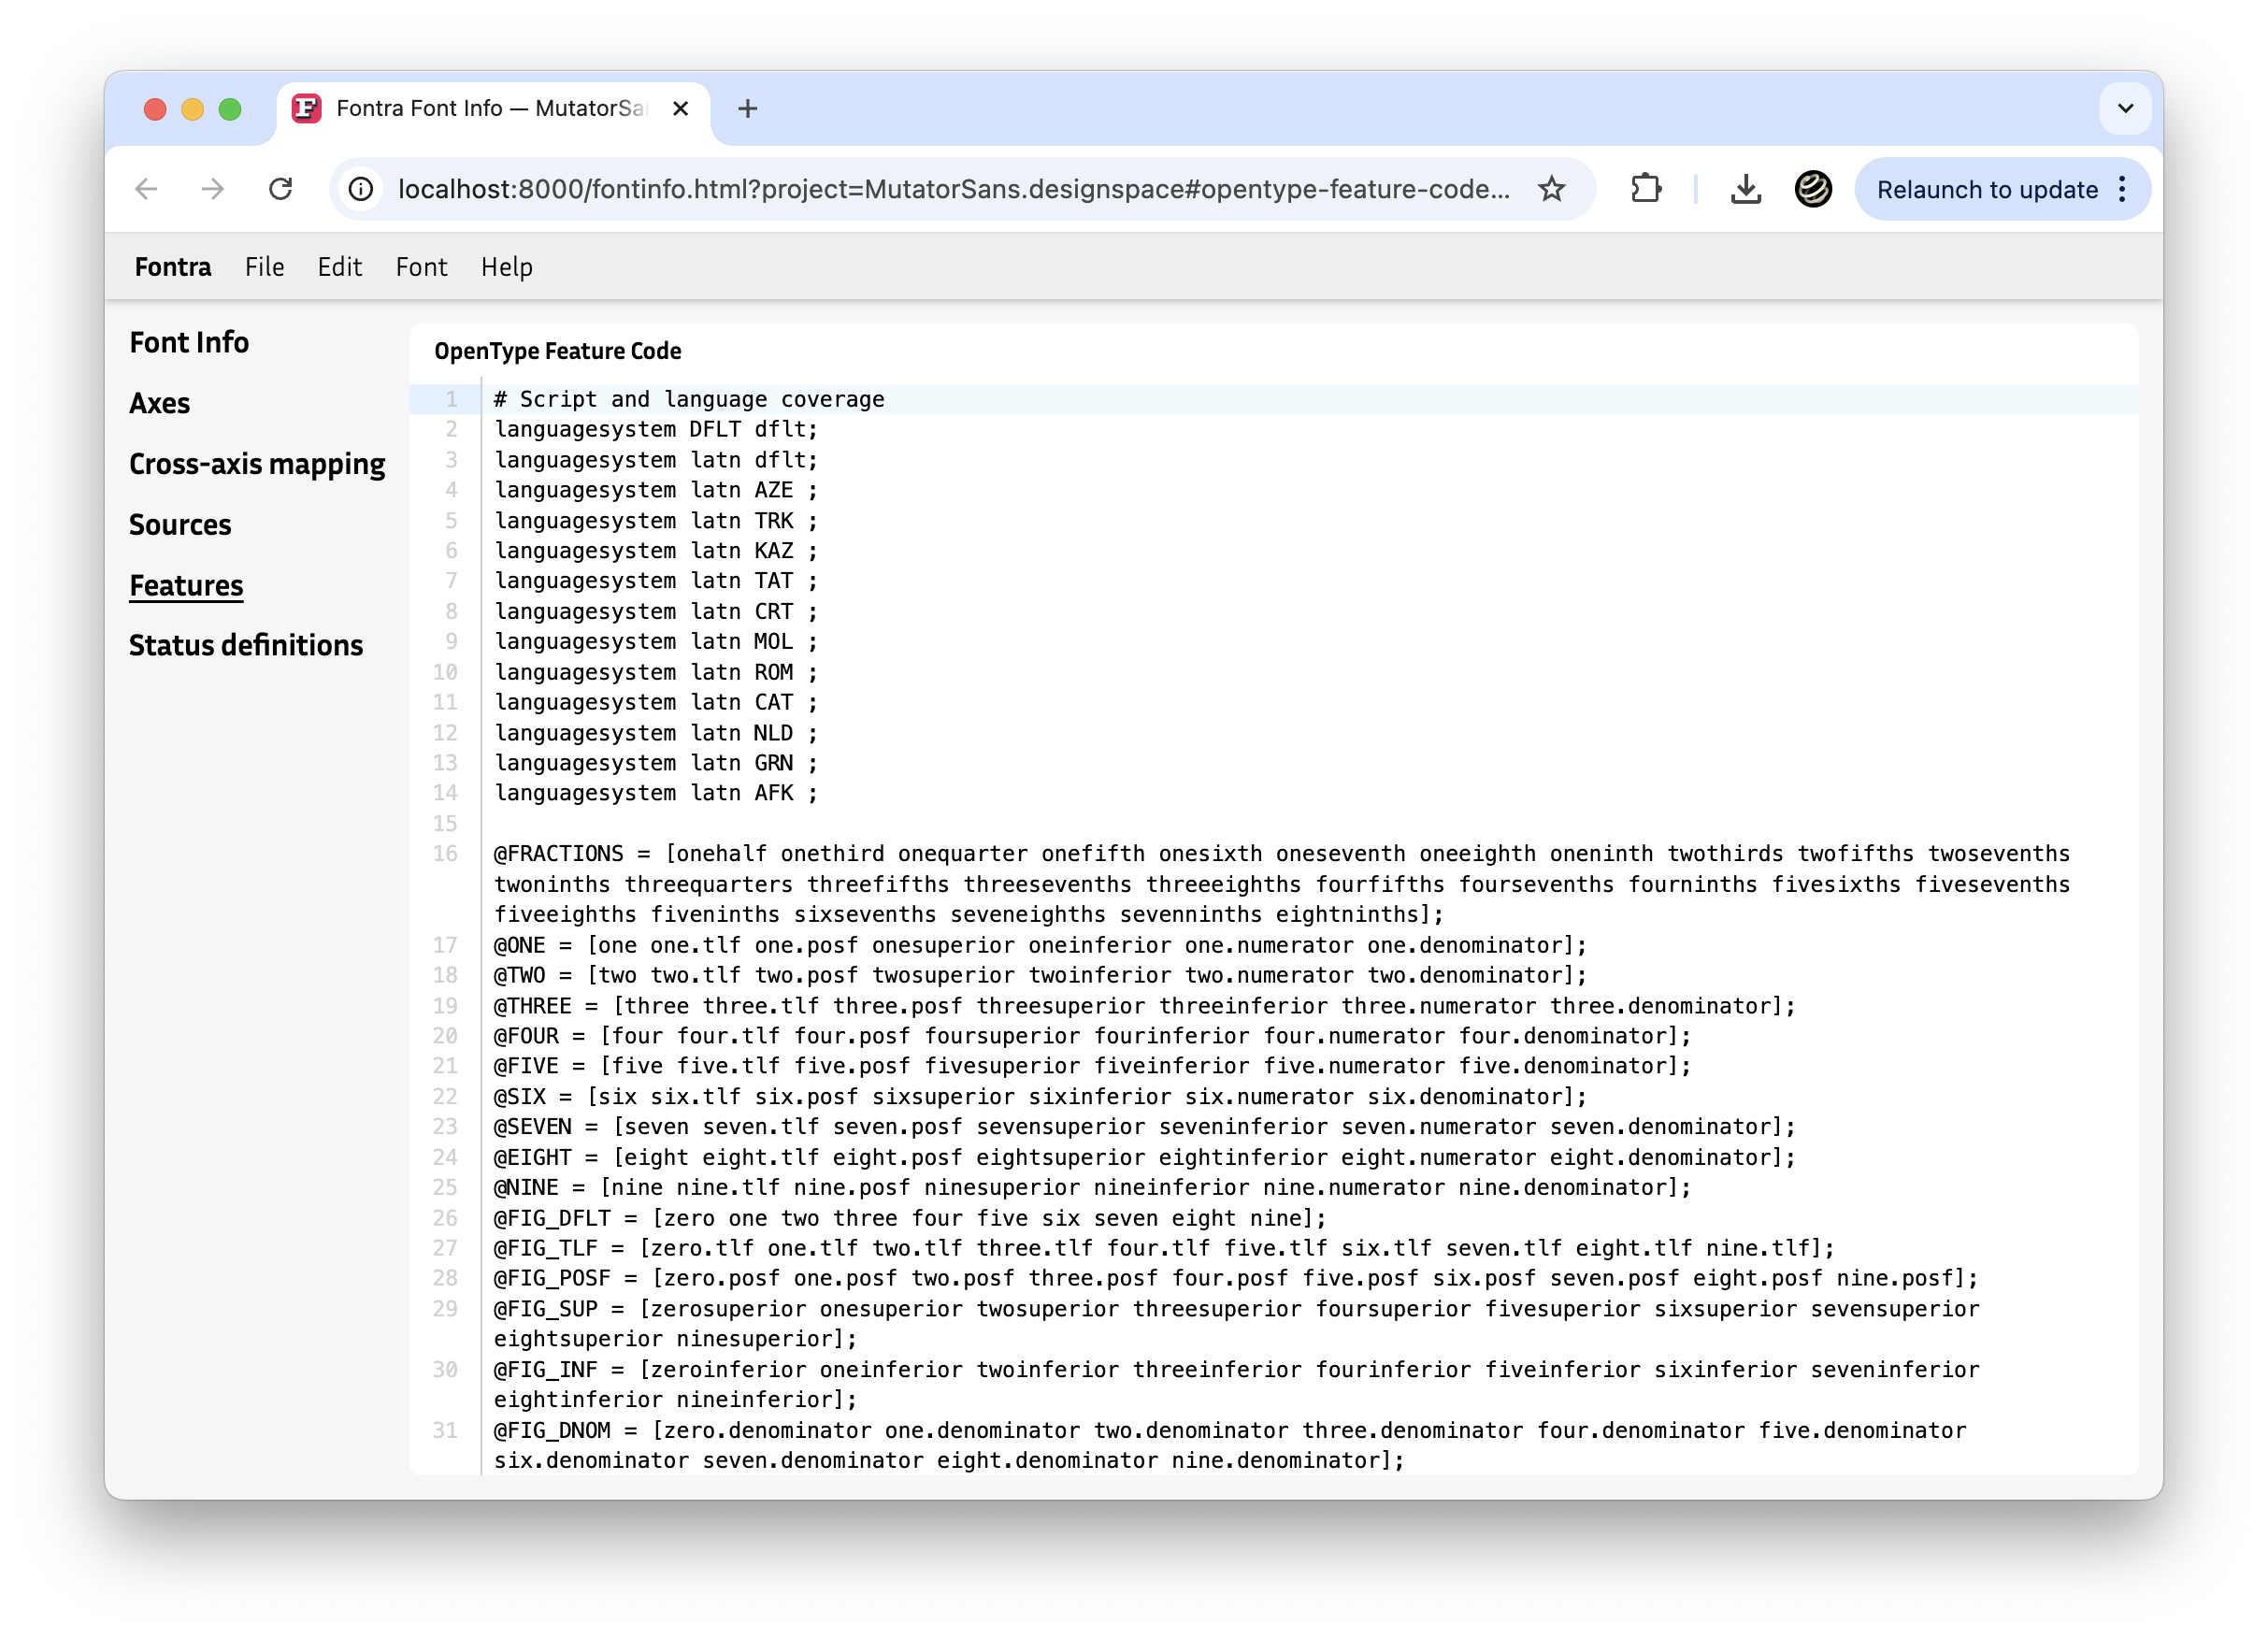 Fontra Font Info — MutatorSa
localhost:8000/fontinfo.html?project=MutatorSans.designspace#opentype-feature-code...
Relaunch to update
Fontra File Edit Font Help
Font Info
Axes
Cross-axis mapping
Sources
Features
Status definitions
OpenType Feature Code
1 # Script and language coverage
2 languagesystem DFLT dflt;
3 languagesystem latn dflt;
4 languagesystem latn AZE ;
5 languagesystem latn TRK ;
6 languagesystem latn KAZ ;
7 languagesystem latn TAT ;
8 languagesystem latn CRT ;
9 languagesystem latn MOL ;
10 languagesystem latn ROM ;
11 languagesystem latn CAT ;
12 languagesystem latn NLD ;
13 languagesystem latn GRN ;
14 languagesystem latn AFK ;
15
16 @FRACTIONS = [onehalf onethird onequarter onefifth onesixth oneseventh oneeighth oneninth twothirds twofifths twosevenths
twoninths threequarters threefifths threesevenths threeeighths fourfifths foursevenths fourninths fivesixths fivesevenths
fiveeighths fiveninths sixsevenths seveneighths sevenninths eightninths];
17 @ONE = [one one.tlf one.posf onesuperior oneinferior one.numerator one.denominator];
18 @TWO = [two two.tlf two.posf twosuperior twoinferior two.numerator two.denominator];
19 @THREE = [three three.tlf three.posf threesuperior threeinferior three.numerator three.denominator];
20 @FOUR = [four four.tlf four.posf foursuperior fourinferior four.numerator four.denominator];
21 @FIVE = [five five.tlf five.posf fivesuperior fiveinferior five.numerator five.denominator];
22 @SIX = [six six.tlf six.posf sixsuperior sixinferior six.numerator six.denominator];
23 @SEVEN = [seven seven.tlf seven.posf sevensuperior seveninferior seven.numerator seven.denominator];
24 @EIGHT = [eight eight.tlf eight.posf eightsuperior eightinferior eight.numerator eight.denominator];
25 @NINE = [nine nine.tlf nine.posf ninesuperior nineinferior nine.numerator nine.denominator];
26 @FIG_DFLT = [zero one two three four five six seven eight nine];
27 @FIG_TLF = [zero.tlf one.tlf two.tlf three.tlf four.tlf five.tlf six.tlf seven.tlf eight.tlf nine.tlf];
28 @FIG_POSF = [zero.posf one.posf two.posf three.posf four.posf five.posf six.posf seven.posf eight.posf nine.posf];
29 @FIG_SUP = [zerosuperior onesuperior twosuperior threesuperior foursuperior fivesuperior sixsuperior sevensuperior
eightsuperior ninesuperior];
30 @FIG_INF = [zeroinferior oneinferior twoinferior threeinferior fourinferior fiveinferior sixinferior seveninferior
eightinferior nineinferior];
31 @FIG_DNOM = [zero.denominator one.denominator two.denominator three.denominator four.denominator five.denominator
six.denominator seven.denominator eight.denominator nine.denominator];